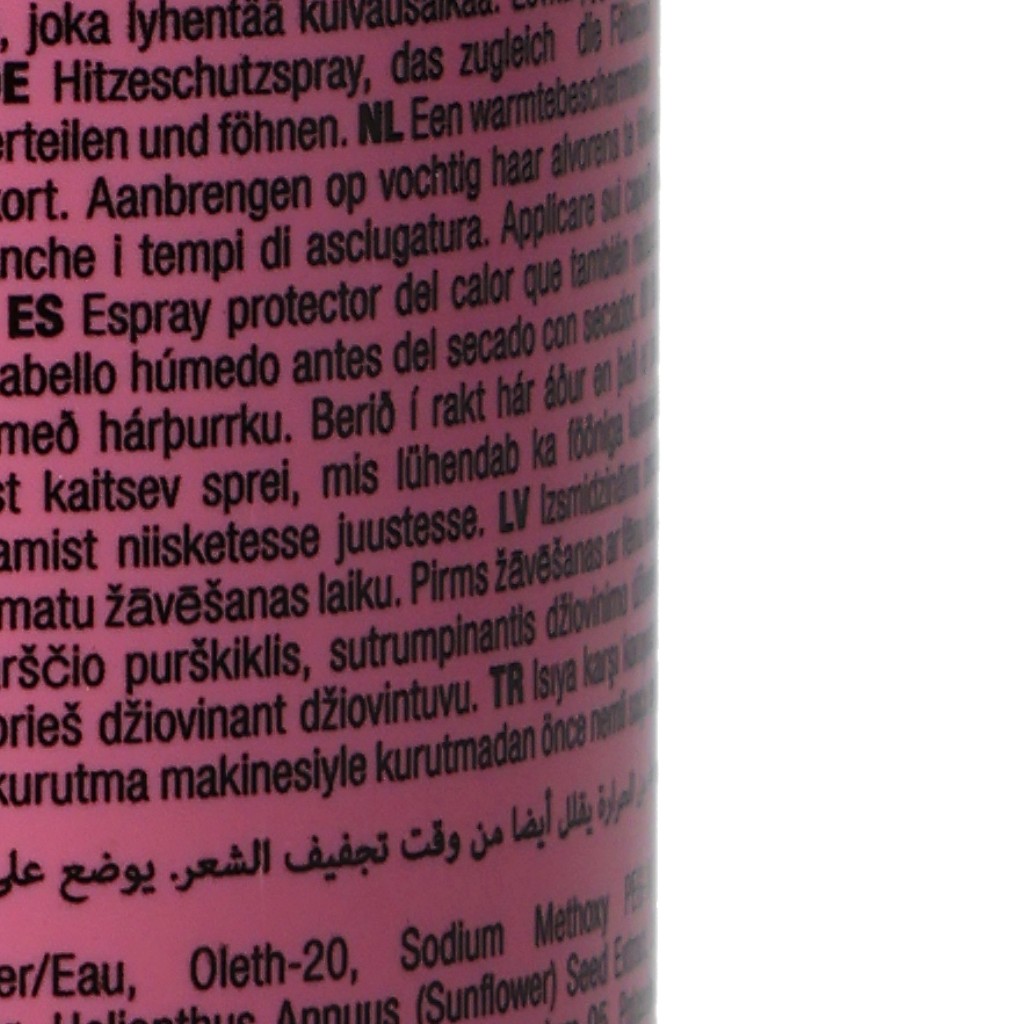 , joka lyhentää kuivausaikaa.
DE Hitzeschutzspray, das zugleich die
erteilen und föhnen. NL Een warmtebeschermende
kort. Aanbrengen op vochtig haar alvorens te
nche i tempi di asciugatura. Applicare sui
ES Espray protector del calor que también
abello húmedo antes del secado con secador.
með hárþurrku. Berið í rakt hár áður en
st kaitsev sprei, mis lühendab ka fööniga
amist niisketesse juustesse. LV Izsmidzināms
matu žāvēšanas laiku. Pirms žāvēšanas ar
rščio purškiklis, sutrumpinantis džiovinimo
prieš džiovinant džiovintuvu. TR Isıya karşı
kurutma makinesiyle kurutmadan önce nemli
الحرارة يقلل أيضا من وقت تجفيف الشعر. يوضع على
er/Eau, Oleth-20, Sodium Methoxy
Helianthus Annuus (Sunflower) Seed